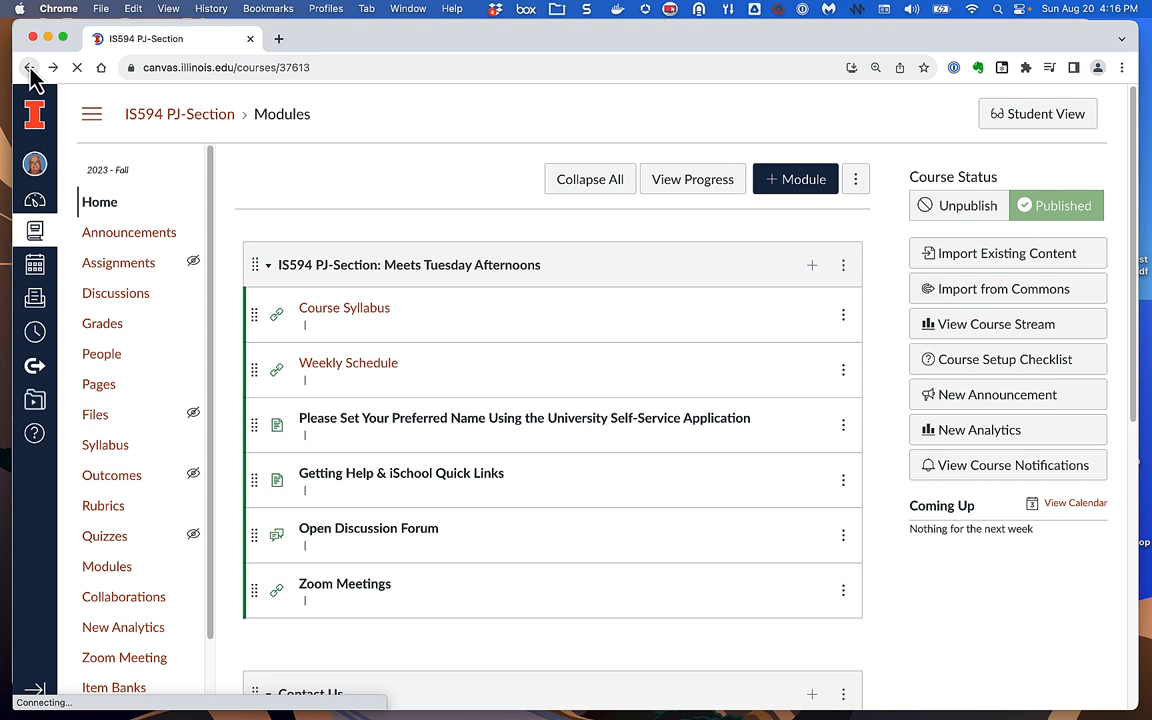 Chrome File Edit View History Bookmarks Profiles Tab Window Help box Sun Aug 20 4:16 PM
IS594 PJ-Section
canvas.illinois.edu/courses/37613
IS594 PJ-Section > Modules
Student View
2023 - Fall
Home
Announcements
Assignments
Discussions
Grades
People
Pages
Files
Syllabus
Outcomes
Rubrics
Quizzes
Modules
Collaborations
New Analytics
Zoom Meeting
Item Banks
Collapse All
View Progress
+ Module
IS594 PJ-Section: Meets Tuesday Afternoons
Course Syllabus
|
Weekly Schedule
|
Please Set Your Preferred Name Using the University Self-Service Application
|
Getting Help & iSchool Quick Links
|
Open Discussion Forum
|
Zoom Meetings
|
Contact Us
Course Status
Unpublish
Published
Import Existing Content
Import from Commons
View Course Stream
Course Setup Checklist
New Announcement
New Analytics
View Course Notifications
Coming Up
3 View Calendar
Nothing for the next week
Connecting...